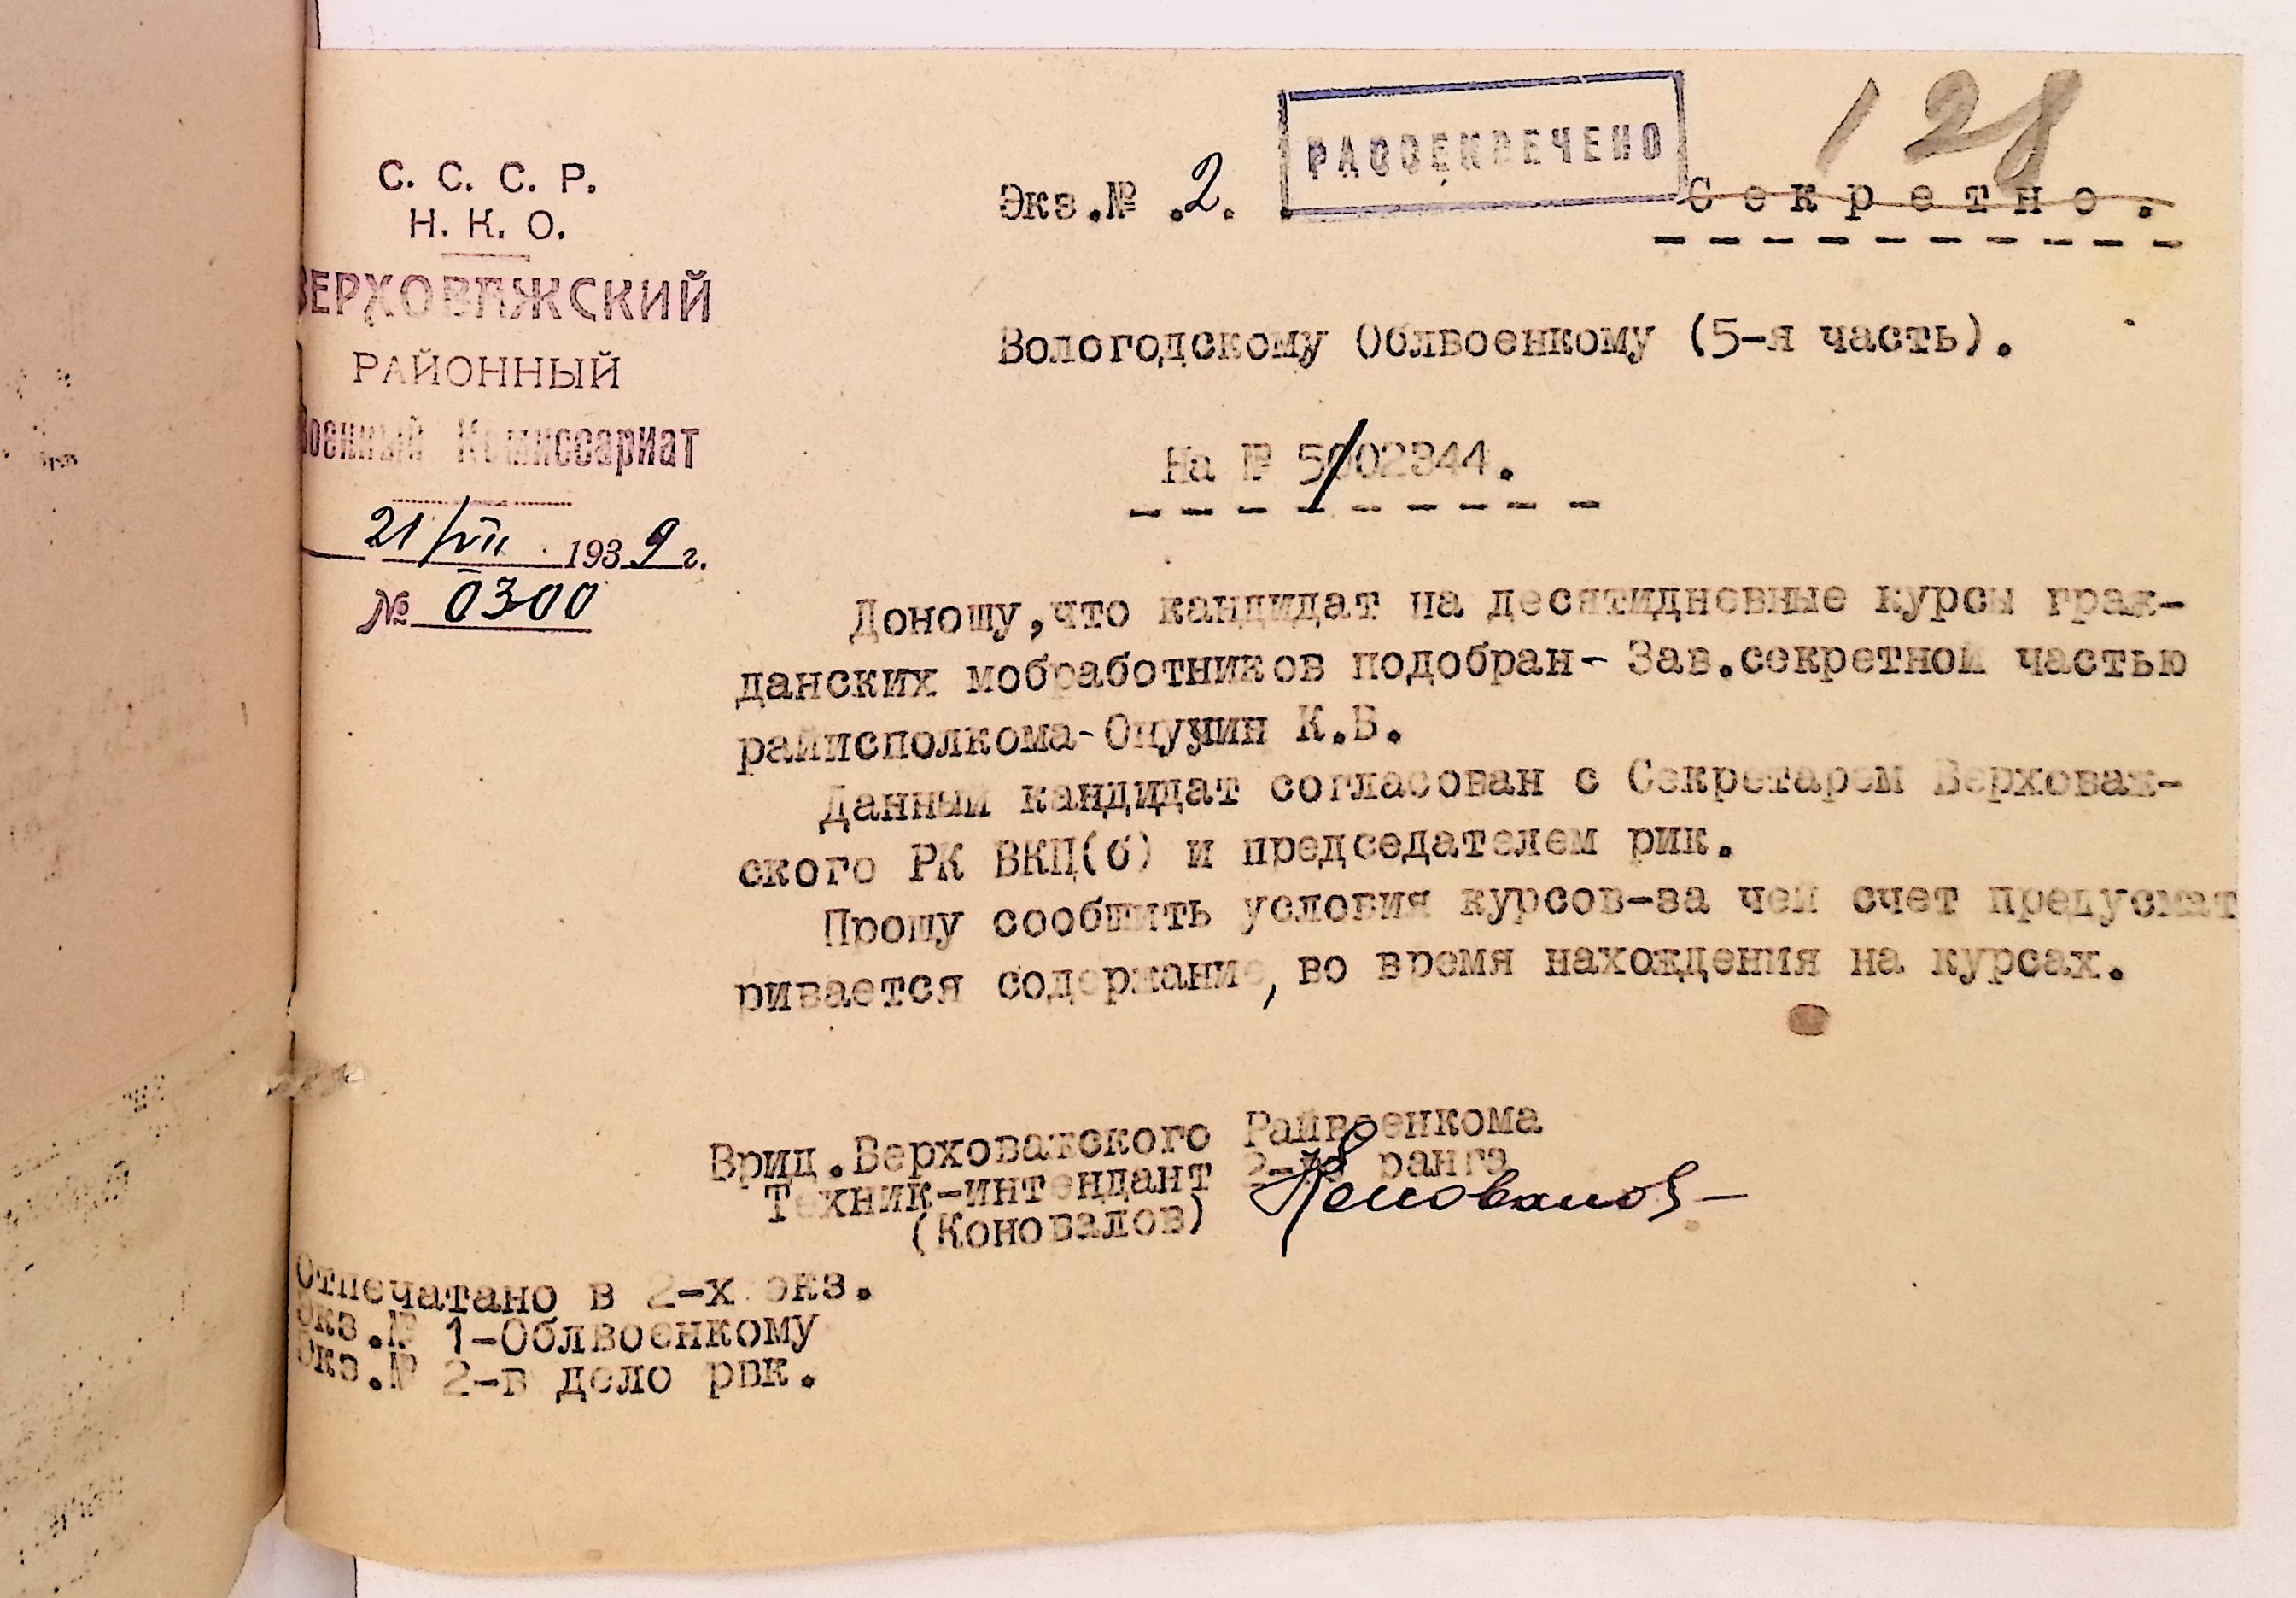 128
РАССЕКРЕЧЕНО
С. С. С. Р.
Н. К. О.
ВЕРХОВАЖСКИЙ
РАЙОННЫЙ
Военный Комиссариат
21/VII 1939 г.
№ 0300
Экз.№ .2. Секретно.
Вологодскому Облвоенкому (5-я часть).
На № 5/02344.
Доношу,что кандидат на десятидневные курсы граж-
данских мобработников подобран- Зав.секретной частью
райисполкома- К.В.
Данный кандидат согласован с Секретарем Верховаж-
ского РК ВКП(б) и председателем рик.
Прошу сообщить условия курсов-за чей счет предусмат
ривается содержание, во время нахождения на курсах.
Врид.Верховажского Райвоенкома
Техник-интендант 2-го ранга
(Коновалов) Коновалов
Отпечатано в 2-х экз.
Экз.№ 1-Облвоенкому
Экз.№ 2-в дело рвк.